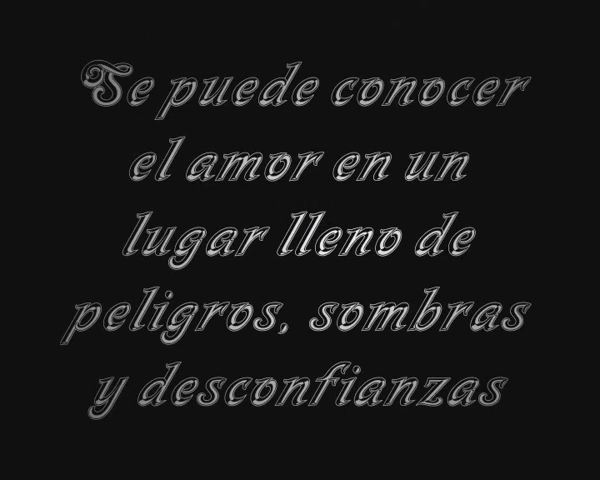 Se puede conocer
el amor en un
lugar lleno de
peligros, sombras
y desconfianzas